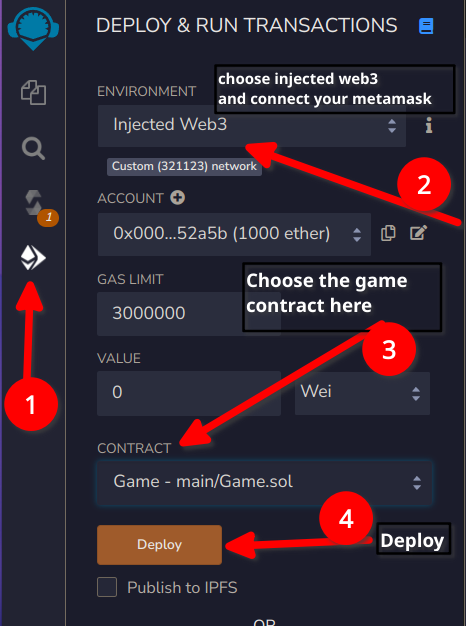 DEPLOY & RUN TRANSACTIONS
choose injected web3
and connect your metamask
ENVIRONMENT
Injected Web3
2
Custom (321123) network
ACCOUNT
0x000...52a5b (1000 ether)
1
GAS LIMIT
Choose the game
contract here
3000000
3
VALUE
0
Wei
1
CONTRACT
Game - main/Game.sol
4
Deploy
Deploy
Publish to IPFS
OR